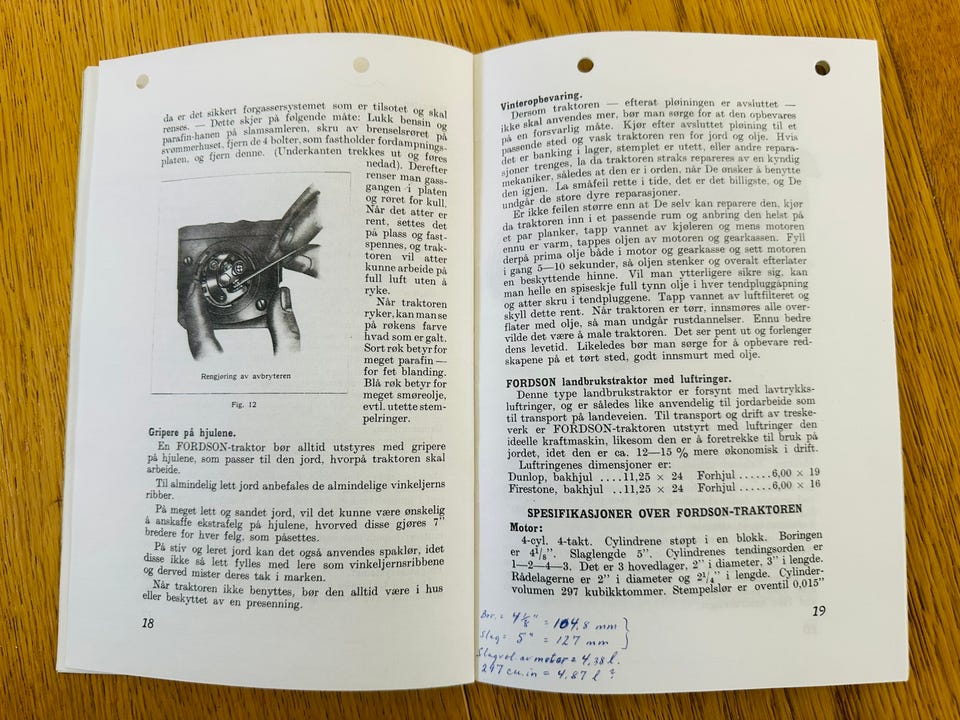 da er det sikkert forgassersystemet som er tilsotet og skal
renses. — Dette skjer på følgende måte: Lukk bensin og
parafin-hanen på slamsamleren, skru av brenselsrøret på
svømmerhuset, fjern de 4 bolter, som fastholder fordampnings-
platen, og fjern denne. (Underkanten trekkes ut og føres
nedad). Derefter
renser man gass-
gangen i platen
og røret for kull.
Når det atter er
rent, settes det
på plass og fast-
spennes, og trak-
toren vil atter
kunne arbeide på
full luft uten å
ryke.
Når traktoren
ryker, kan man se
på røkens farve
hvad som er galt.
Sort røk betyr for
meget parafin —
for fet blanding.
Blå røk betyr for
meget smøreolje,
evtl. utette stem-
pelringer.
Rengjøring av avbryteren
Fig. 12
Gripere på hjulene.
En FORDSON-traktor bør alltid utstyres med gripere
på hjulene, som passer til den jord, hvorpå traktoren skal
arbeide.
Til almindelig lett jord anbefales de almindelige vinkeljerns
ribber.
På meget lett og sandet jord, vil det kunne være ønskelig
å anskaffe ekstrafelg på hjulene, hvorved disse gjøres 7"
bredere for hver felg, som påsettes.
På stiv og leret jord kan det også anvendes spaklør, idet
disse ikke så lett fylles med lere som vinkeljernsribbene
og derved mister deres tak i marken.
Når traktoren ikke benyttes, bør den alltid være i hus
eller beskyttet av en presenning.
18
Vinteropbevaring.
Dersom traktoren — efterat pløiningen er avsluttet —
ikke skal anvendes mer, bør man sørge for at den opbevares
på en forsvarlig måte. Kjør efter avsluttet pløining til et
passende sted og vask traktoren ren for jord og olje. Hvis
det er banking i lager, stemplet er utett, eller andre repara-
sjoner trenges, la da traktoren straks repareres av en kyndig
mekaniker, således at den er i orden, når De ønsker å benytte
den igjen. La småfeil rette i tide, det er det billigste, og De
undgår de store dyre reparasjoner.
Er ikke feilen større enn at De selv kan reparere den, kjør
da traktoren inn i et passende rum og anbring den helst på
et par planker, tapp vannet av kjøleren og mens motoren
ennu er varm, tappes oljen av motoren og gearkassen. Fyll
derpå prima olje både i motor og gearkasse og sett motoren
i gang 5—10 sekunder, så oljen stenker og overalt efterlater
en beskyttende hinne. Vil man ytterligere sikre sig, kan
man helle en spiseskje full tynn olje i hver tendpluggåpning
og atter skru i tendpluggene. Tapp vannet av luftfilteret og
skyll dette rent. Når traktoren er tørr, innsmøres alle over-
flater med olje, så man undgår rustdannelser. Ennu bedre
vilde det være å male traktoren. Det ser pent ut og forlenger
dens levetid. Likeledes bør man sørge for å opbevare red-
skapene på et tørt sted, godt innsmurt med olje.
FORDSON landbrukstraktor med luftringer.
Denne type landbrukstraktor er forsynt med lavtrykks-
luftringer, og er således like anvendelig til jordarbeide som
til transport på landeveien. Til transport og drift av treske-
verk er FORDSON-traktoren utstyrt med luftringer den
ideelle kraftmaskin, likesom den er å foretrekke til bruk på
jordet, idet den er ca. 12—15 % mere økonomisk i drift.
Luftringenes dimensjoner er:
Dunlop, bakhjul ....11,25 × 24 Forhjul ......6,00 × 19
Firestone, bakhjul ..11,25 × 24 Forhjul ......6,00 × 16
SPESIFIKASJONER OVER FORDSON-TRAKTOREN
Motor:
4-cyl. 4-takt. Cylindrene støpt i en blokk. Boringen
er 4¹/₈". Slaglengde 5". Cylindrenes tendingsorden er
1—2—4—3. Det er 3 hovedlager, 2" i diameter, 3" i lengde.
Rådelagerne er 2" i diameter og 2¹/₄" i lengde. Cylinder-
volumen 297 kubikktommer. Stempelslør er oventil 0,015"
19
Bor. = 4⅛" = 104.8 mm
Slag = 5" = 127 mm
Slagvol av motor = 4,38 l.
297 cu.in = 4,87 l ?